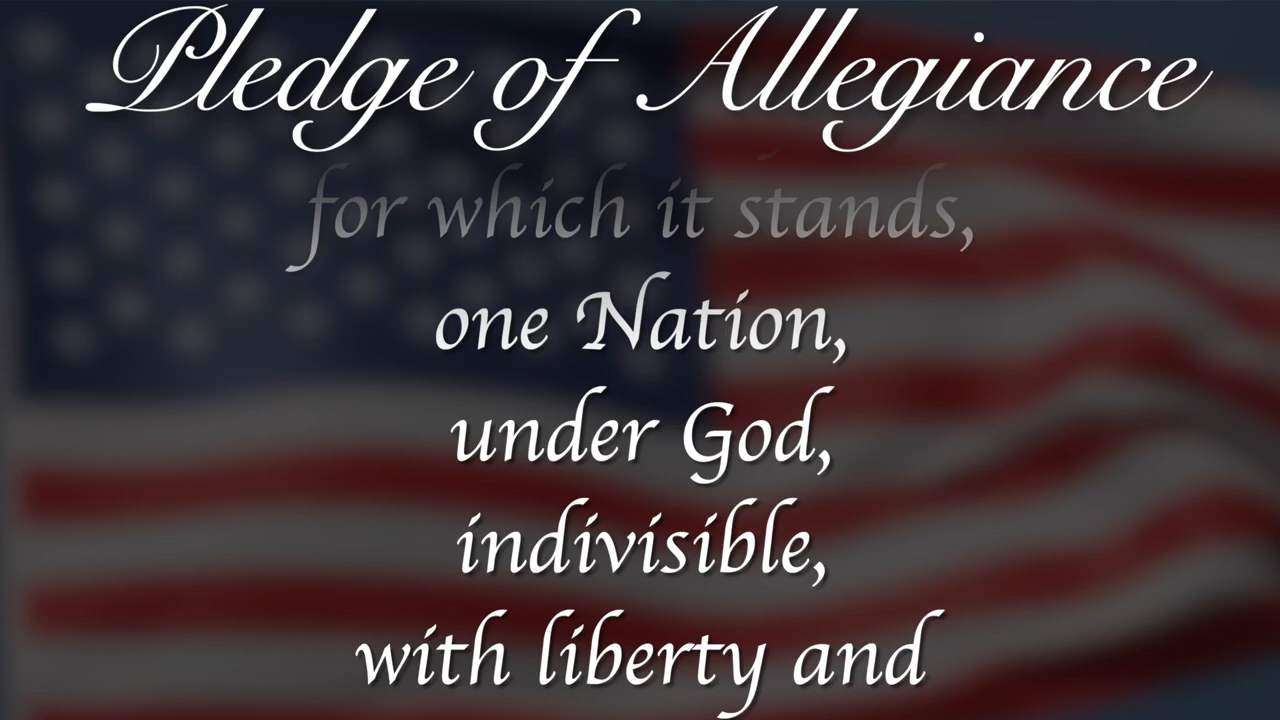 Pledge of Allegiance
for which it stands,
one Nation,
under God,
indivisible,
with liberty and